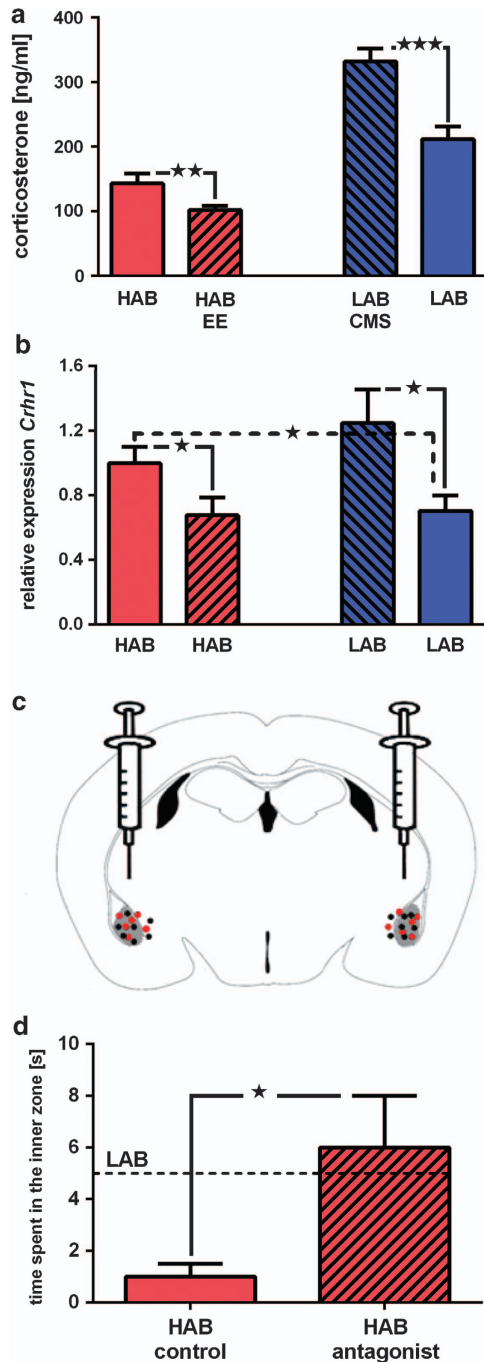 a
corticosterone [ng/ml]
400
300
200
100
0
★★
★★★
HAB
HAB
EE
LAB
CMS
LAB
b
relative expression Crhr1
1.6
1.2
0.8
0.4
0.0
★
★
★
HAB
HAB
LAB
LAB
c
d
time spent in the inner zone [s]
10
8
6
4
2
0
LAB
★
HAB
control
HAB
antagonist